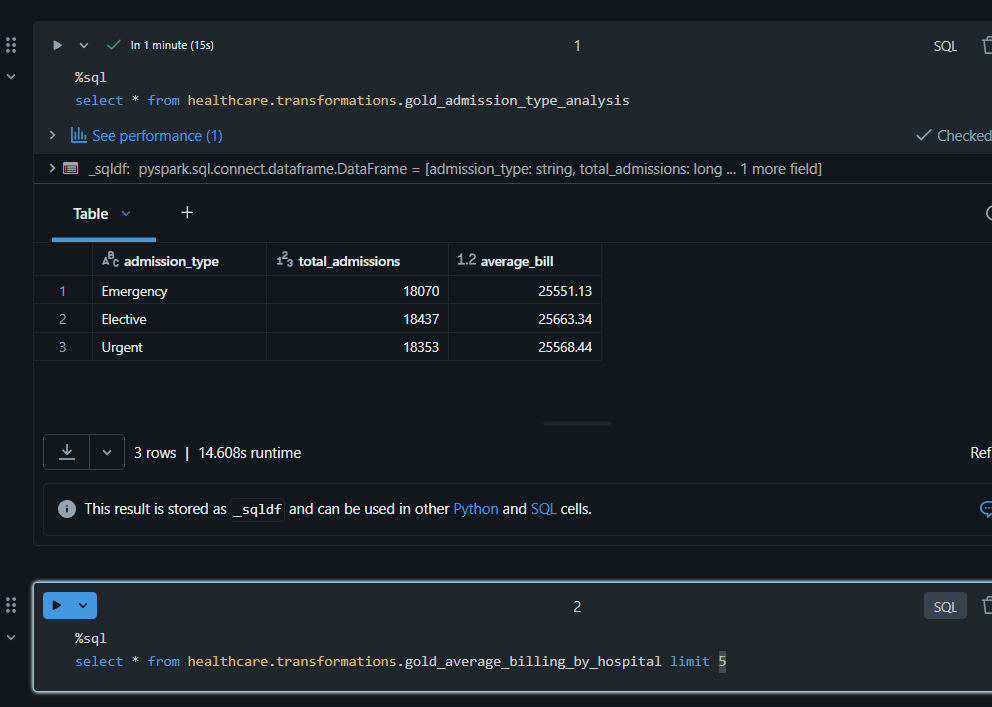 In 1 minute (15s) 1 SQL
%sql
select * from healthcare.transformations.gold_admission_type_analysis
See performance (1) Checked
_sqldf: pyspark.sql.connect.dataframe.DataFrame = [admission_type: string, total_admissions: long ... 1 more field]
Table +
admission_type total_admissions 1.2 average_bill
1 Emergency 18070 25551.13
2 Elective 18437 25663.34
3 Urgent 18353 25568.44
3 rows | 14.608s runtime Ref
This result is stored as _sqldf and can be used in other Python and SQL cells.
2 SQL
%sql
select * from healthcare.transformations.gold_average_billing_by_hospital limit 5